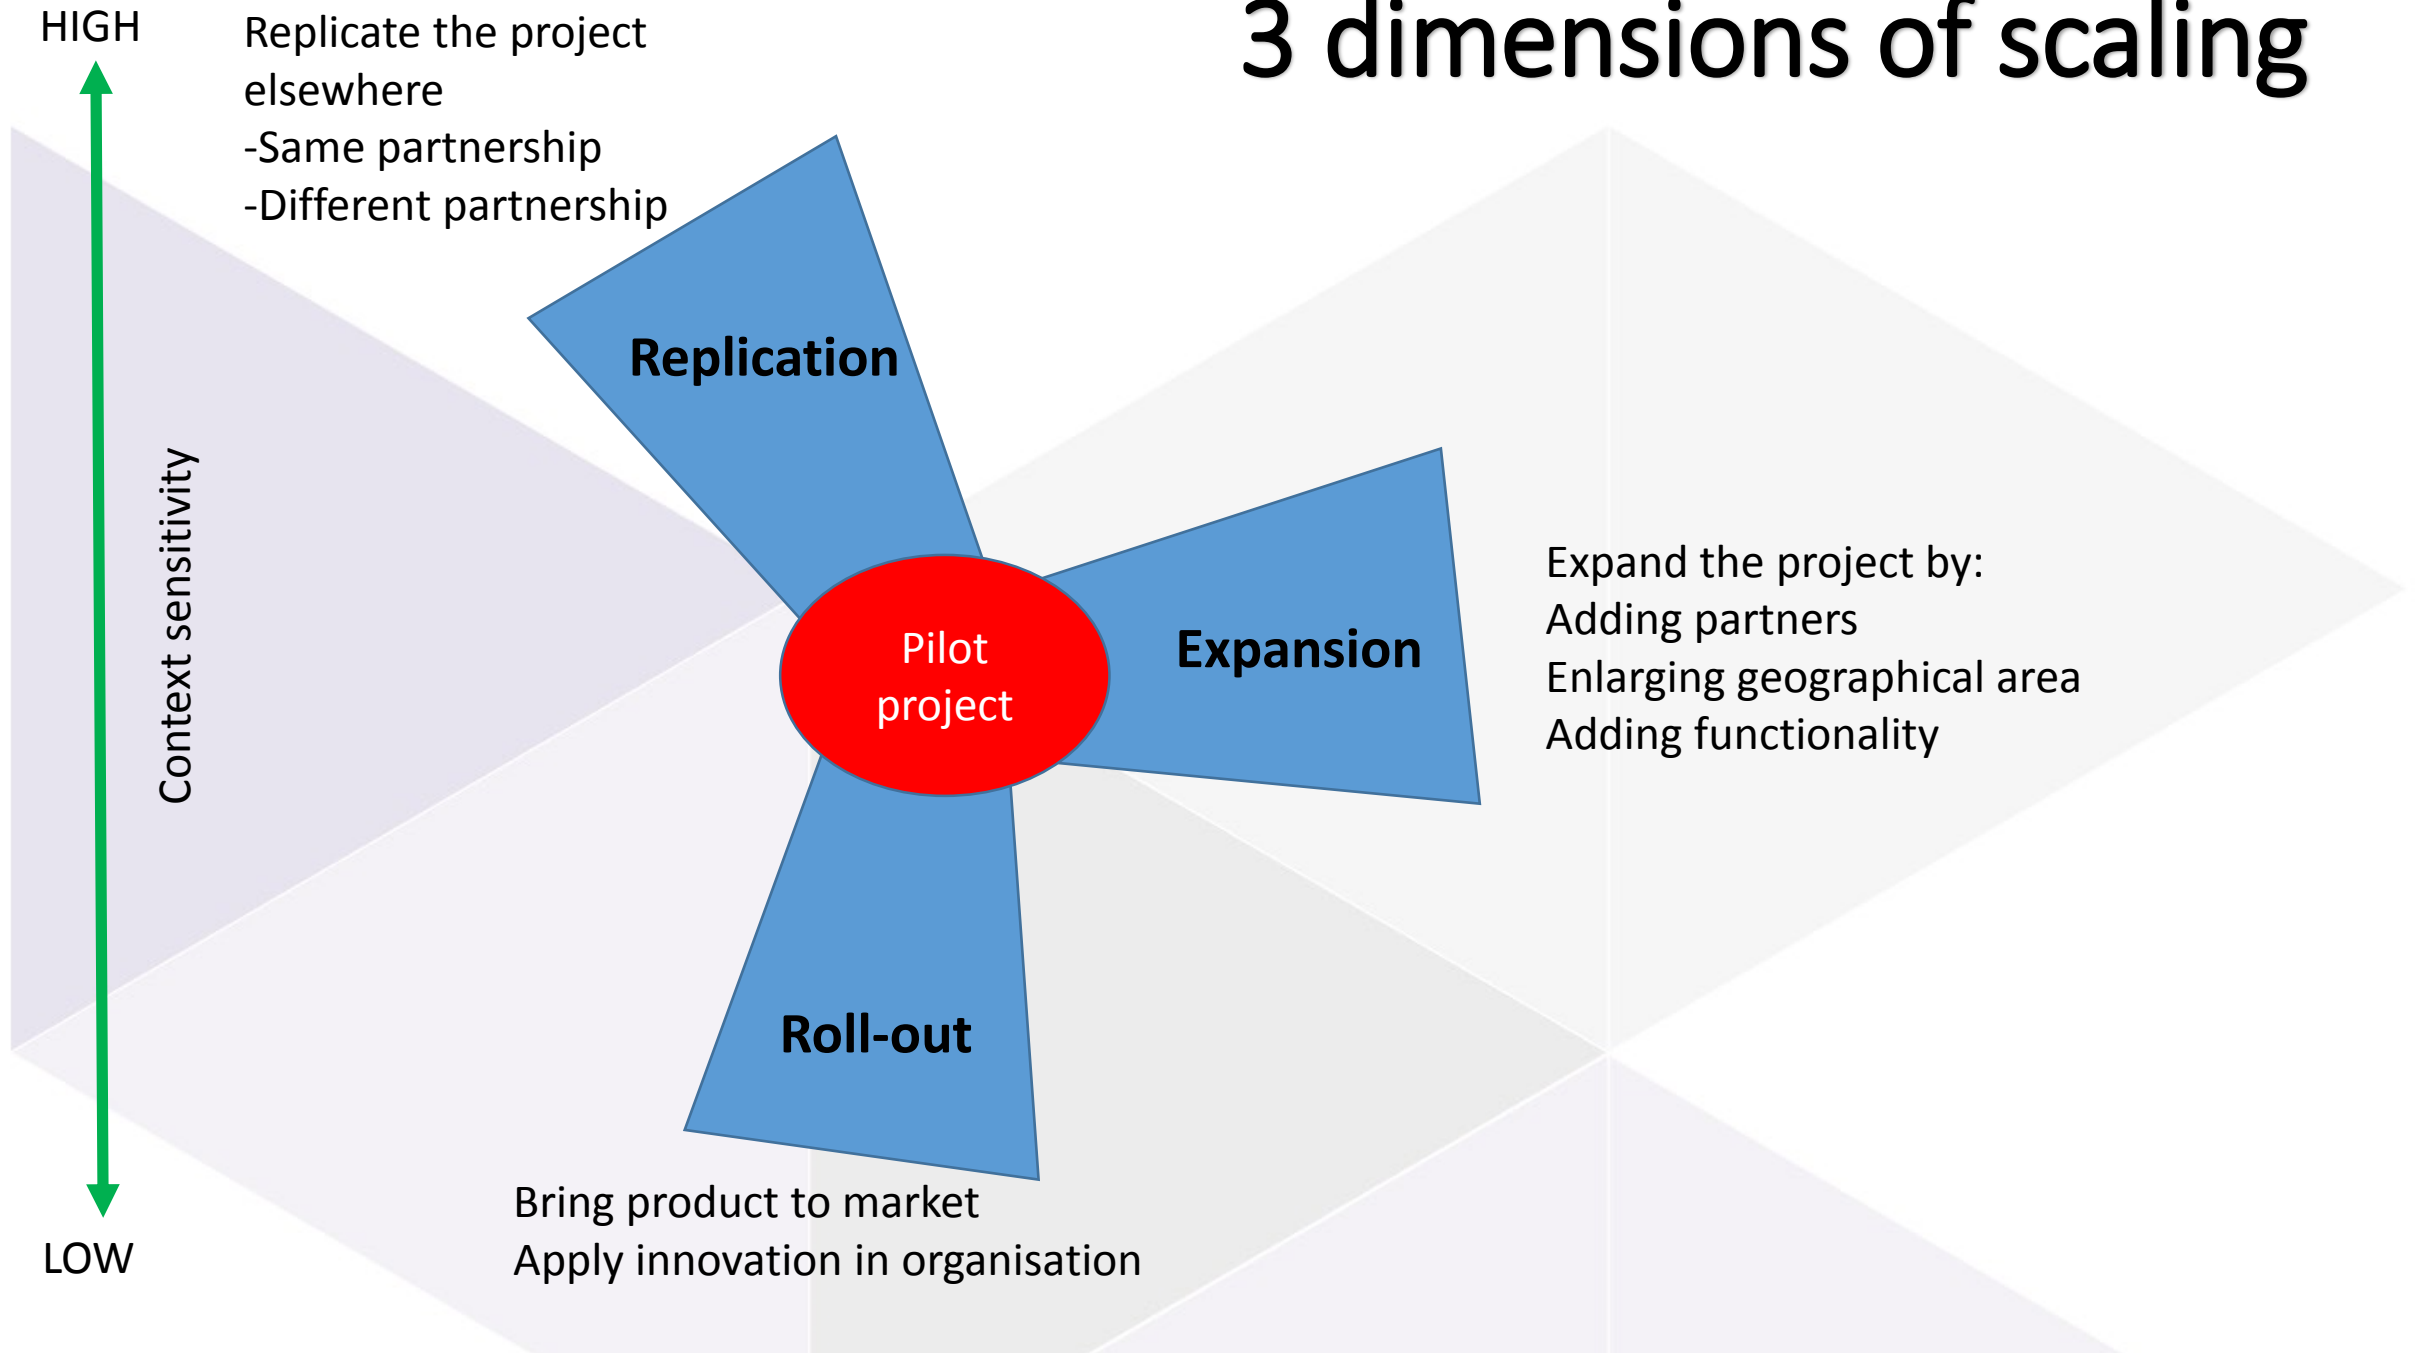 3 dimensions of scaling
HIGH
Replicate the project
elsewhere
-Same partnership
-Different partnership
Replication
Context sensitivity
Pilot
project
Expansion
Expand the project by:
Adding partners
Enlarging geographical area
Adding functionality
Roll-out
Bring product to market
Apply innovation in organisation
LOW